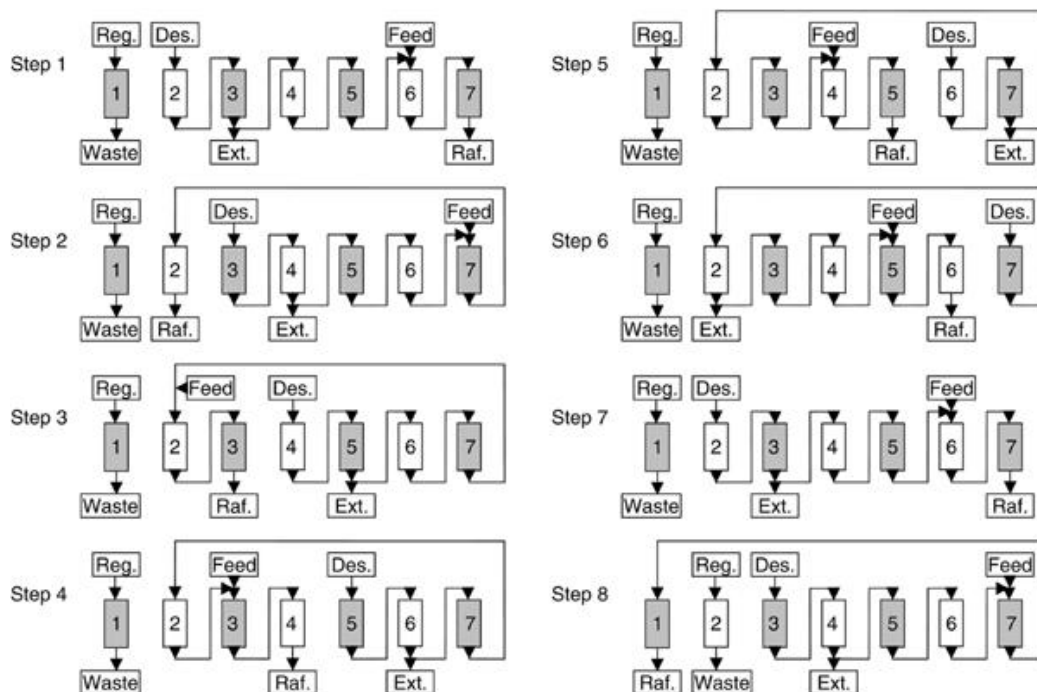 Reg. Des. Feed
Step 1
1 2 3 4 5 6 7
Waste Ext. Raf.
Reg. Des. Feed
Step 2
1 2 3 4 5 6 7
Waste Raf. Ext.
Reg. Feed Des.
Step 3
1 2 3 4 5 6 7
Waste Raf. Ext.
Reg. Feed Des.
Step 4
1 2 3 4 5 6 7
Waste Raf. Ext.
Reg. Feed Des.
Step 5
1 2 3 4 5 6 7
Waste Raf. Ext.
Reg. Feed Des.
Step 6
1 2 3 4 5 6 7
Waste Ext. Raf.
Reg. Des. Feed
Step 7
1 2 3 4 5 6 7
Waste Ext. Raf.
Reg. Des. Feed
Step 8
1 2 3 4 5 6 7
Raf. Waste Ext.